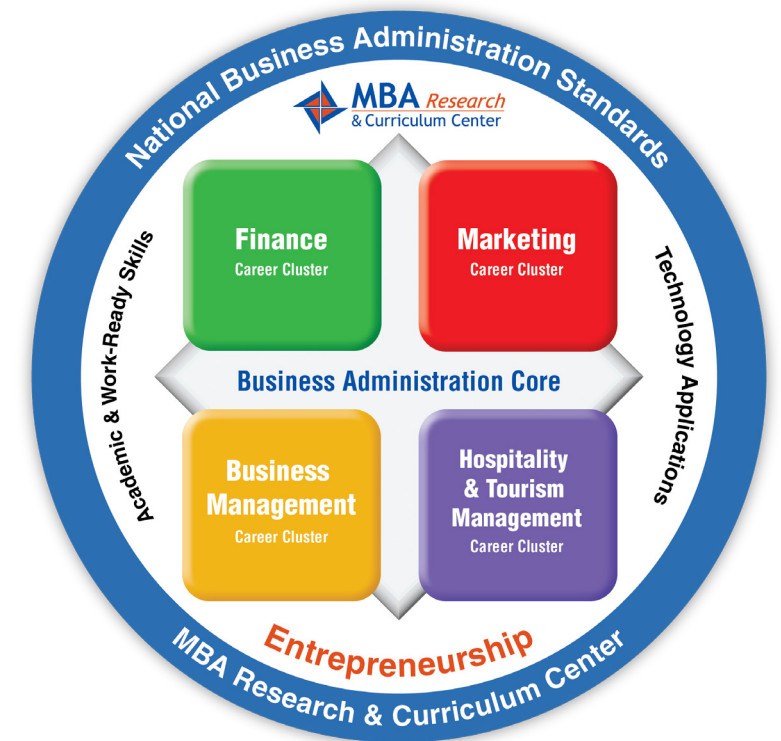 National Business Administration Standards
MBA Research
& Curriculum Center
Academic & Work-Ready Skills
Technology Applications
Finance
Career Cluster
Marketing
Career Cluster
Business Administration Core
Business
Management
Career Cluster
Hospitality
& Tourism
Management
Career Cluster
Entrepreneurship
MBA Research & Curriculum Center